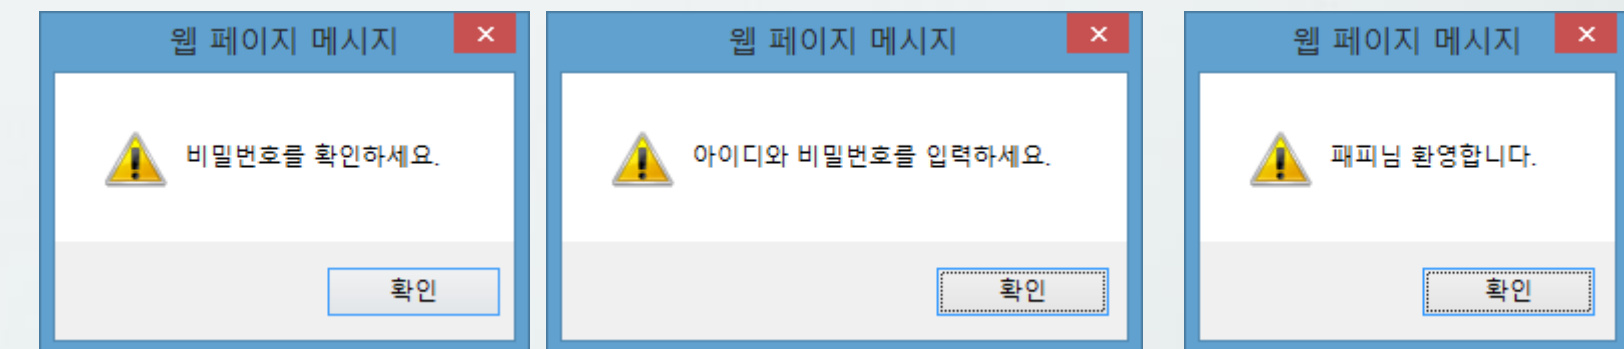 웹 페이지 메시지
비밀번호를 확인하세요.
확인
웹 페이지 메시지
아이디와 비밀번호를 입력하세요.
확인
웹 페이지 메시지
패피님 환영합니다.
확인